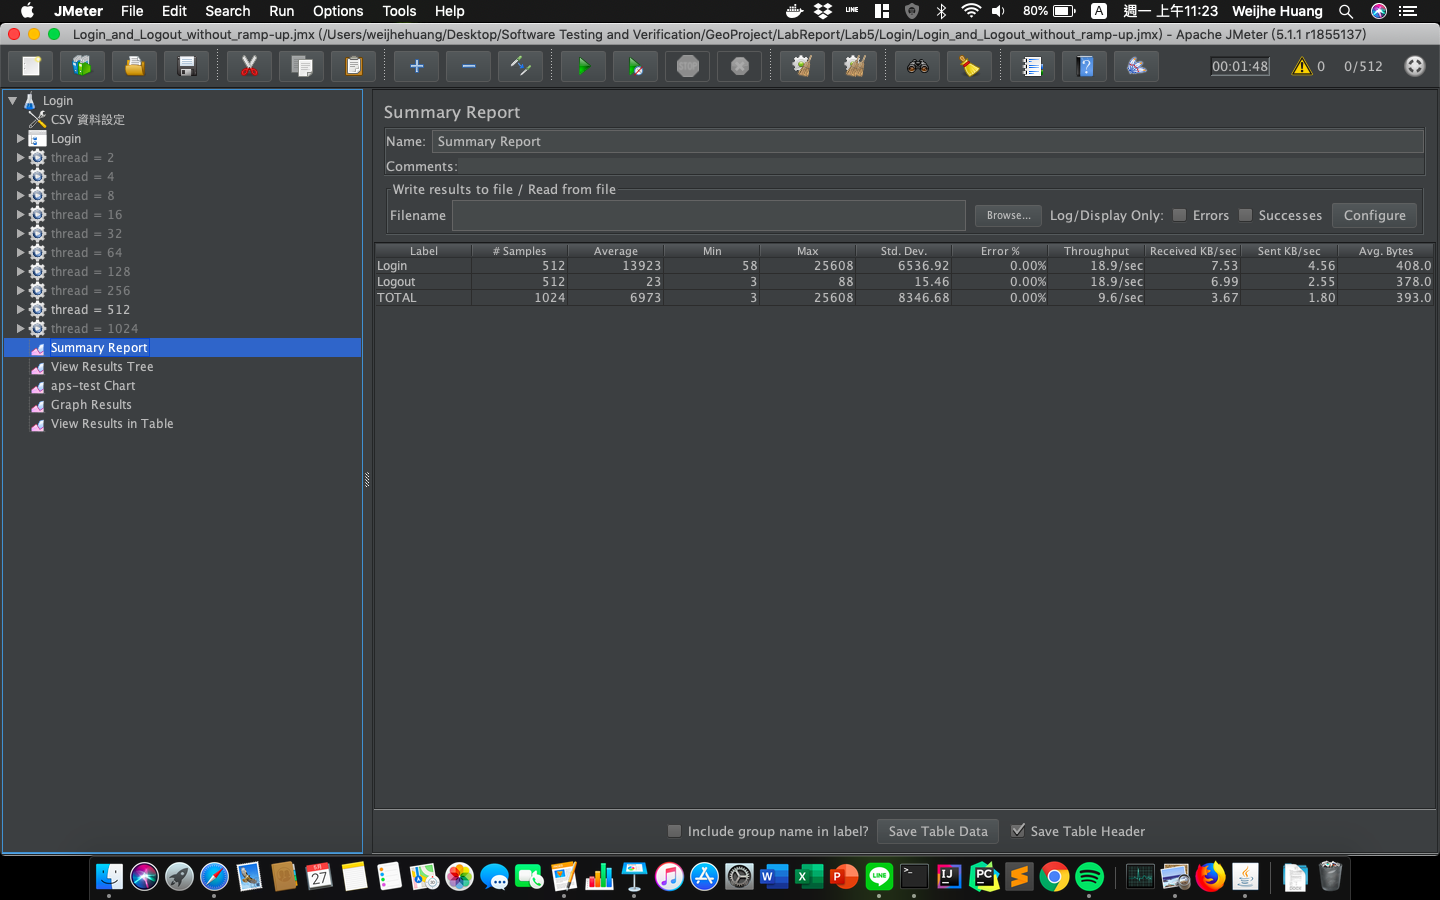 JMeter File Edit Search Run Options Tools Help LINE 80% A 週一 上午11:23 Weijhe Huang
Login_and_Logout_without_ramp-up.jmx (/Users/weijhehuang/Desktop/Software Testing and Verification/GeoProject/LabReport/Lab5/Login/Login_and_Logout_without_ramp-up.jmx) - Apache JMeter (5.1.1 r1855137)
STOP 00:01:48 0 0/512
Login
CSV 資料設定
Login
thread = 2
thread = 4
thread = 8
thread = 16
thread = 32
thread = 64
thread = 128
thread = 256
thread = 512
thread = 1024
Summary Report
View Results Tree
aps-test Chart
Graph Results
View Results in Table
Summary Report
Name: Summary Report
Comments:
Write results to file / Read from file
Filename Browse... Log/Display Only: Errors Successes Configure
Label # Samples Average Min Max Std. Dev. Error % Throughput Received KB/sec Sent KB/sec Avg. Bytes
Login 512 13923 58 25608 6536.92 0.00% 18.9/sec 7.53 4.56 408.0
Logout 512 23 3 88 15.46 0.00% 18.9/sec 6.99 2.55 378.0
TOTAL 1024 6973 3 25608 8346.68 0.00% 9.6/sec 3.67 1.80 393.0
Include group name in label? Save Table Data Save Table Header
27 W X P LINE IJ PC S